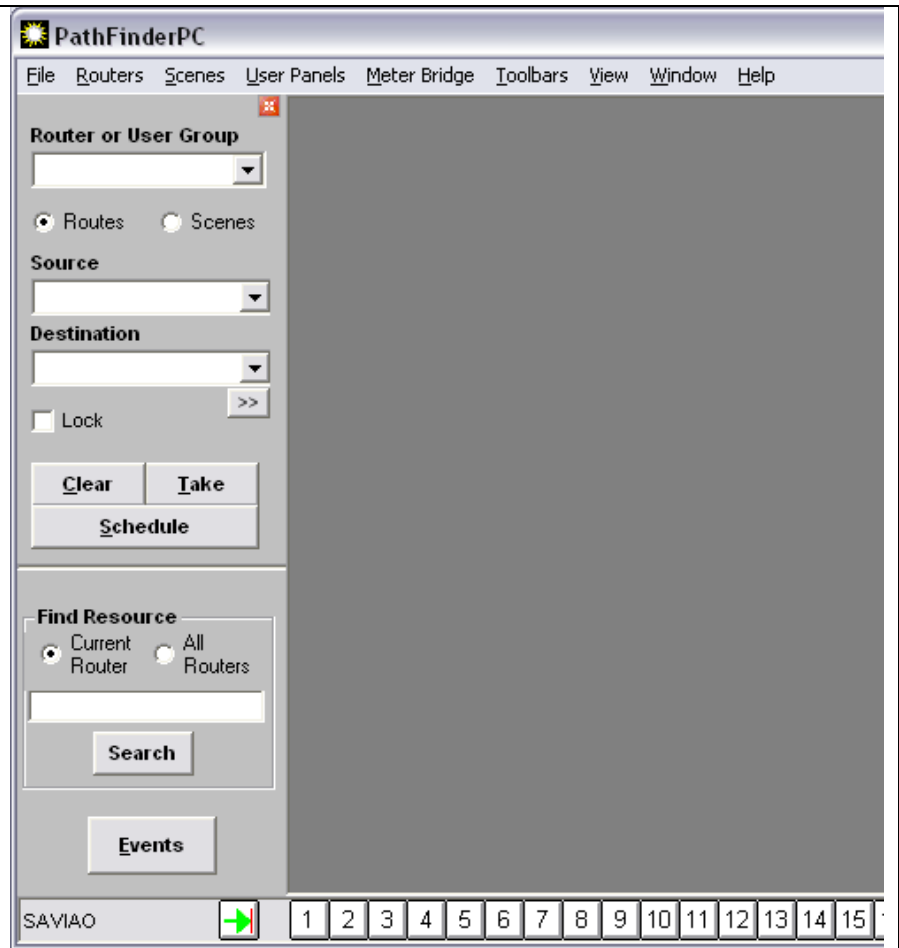 PathFinderPC
File Routers Scenes User Panels Meter Bridge Toolbars View Window Help
Router or User Group
Routes Scenes
Source
Destination
>>
Lock
Clear Take
Schedule
Find Resource
Current Router All Routers
Search
Events
SAVIAO 1 2 3 4 5 6 7 8 9 10 11 12 13 14 15